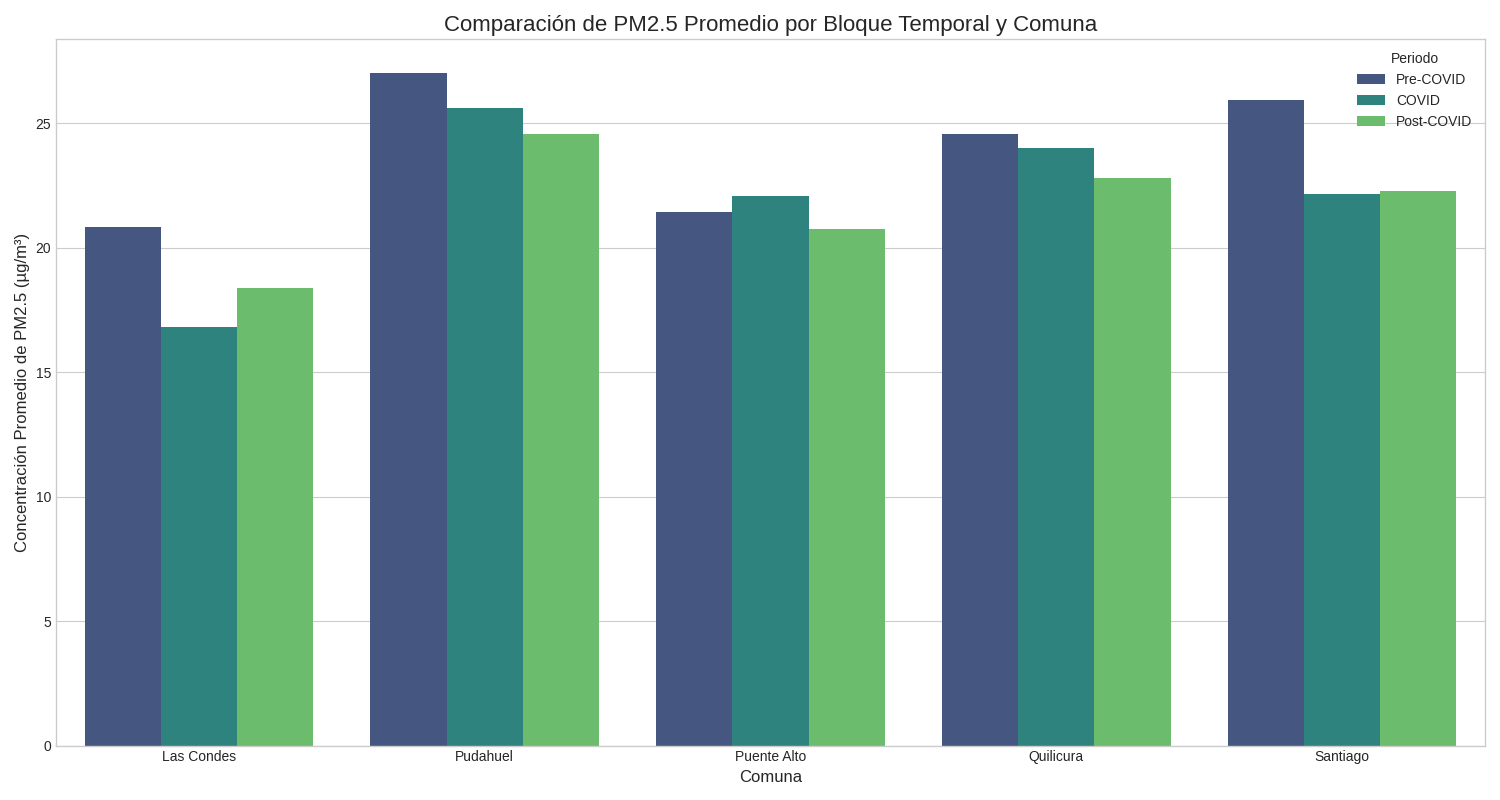 Comparación de PM2.5 Promedio por Bloque Temporal y Comuna
Periodo
Pre-COVID
COVID
Post-COVID
Concentración Promedio de PM2.5 (µg/m³)
25
20
15
10
5
0
Las Condes
Pudahuel
Puente Alto
Quilicura
Santiago
Comuna